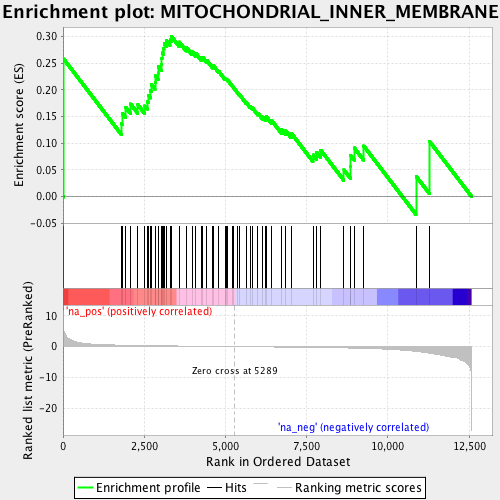 Enrichment plot: MITOCHONDRIAL_INNER_MEMBRANE
Enrichment score (ES)
0.30
0.25
0.20
0.15
0.10
0.05
0.00
-0.05
'na_pos' (positively correlated)
Ranked list metric (PreRanked)
10
0
-10
-20
Zero cross at 5289
'na_neg' (negatively correlated)
0
2,500
5,000
7,500
10,000
12,500
Rank in Ordered Dataset
Enrichment profile
Hits
Ranking metric scores